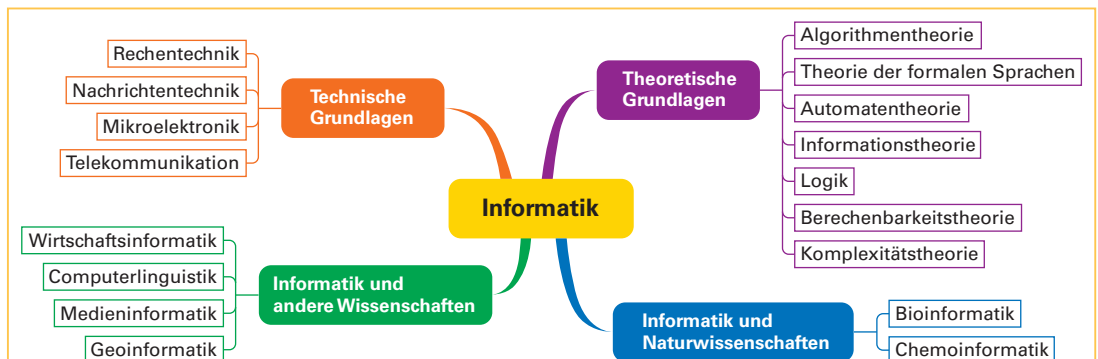 Rechentechnik
Nachrichtentechnik
Mikroelektronik
Telekommunikation
Technische
Grundlagen
Theoretische
Grundlagen
Algorithmentheorie
Theorie der formalen Sprachen
Automatentheorie
Informationstheorie
Logik
Berechenbarkeitstheorie
Komplexitätstheorie
Informatik
Wirtschaftsinformatik
Computerlinguistik
Medieninformatik
Geoinformatik
Informatik und
andere Wissenschaften
Informatik und
Naturwissenschaften
Bioinformatik
Chemoinformatik